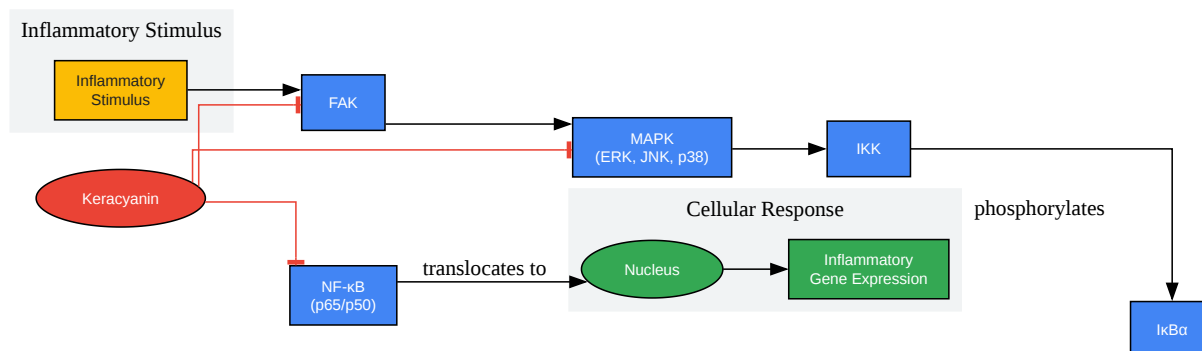 Inflammatory Stimulus
Inflammatory
Stimulus
FAK
MAPK
(ERK, JNK, p38)
IKK
Keracyanin
Cellular Response
phosphorylates
translocates to
Nucleus
Inflammatory
Gene Expression
NF-κB
(p65/p50)
IκBα